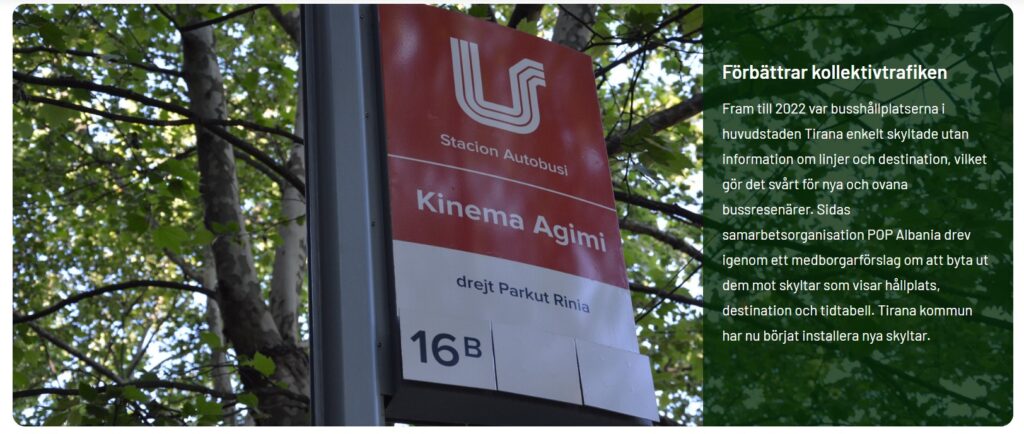 Stacion Autobusi
Kinema Agimi
drejt Parkut Rinia
16B
Förbättrar kollektivtrafiken
Fram till 2022 var busshållplatserna i
huvudstaden Tirana enkelt skyltade utan
information om linjer och destination, vilket
gör det svårt för nya och ovana
bussresenärer. Sidas
samarbetsorganisation POP Albania drev
igenom ett medborgarförslag om att byta ut
dem mot skyltar som visar hållplats,
destination och tidtabell. Tirana kommun
har nu börjat installera nya skyltar.